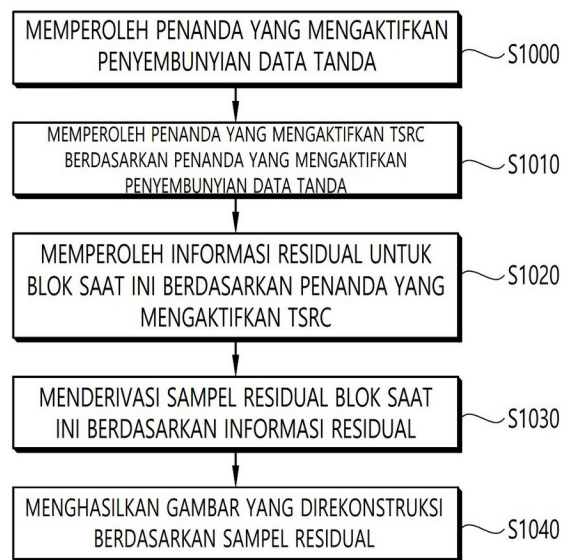 MEMPEROLEH PENANDA YANG MENGAKTIFKAN
PENYEMBUNYIAN DATA TANDA
S1000
MEMPEROLEH PENANDA YANG MENGAKTIFKAN TSRC
BERDASARKAN PENANDA YANG MENGAKTIFKAN
PENYEMBUNYIAN DATA TANDA
S1010
MEMPEROLEH INFORMASI RESIDUAL UNTUK
BLOK SAAT INI BERDASARKAN PENANDA YANG
MENGAKTIFKAN TSRC
S1020
MENDERIVASI SAMPEL RESIDUAL BLOK SAAT
INI BERDASARKAN INFORMASI RESIDUAL
S1030
MENGHASILKAN GAMBAR YANG DIREKONSTRUKSI
BERDASARKAN SAMPEL RESIDUAL
S1040